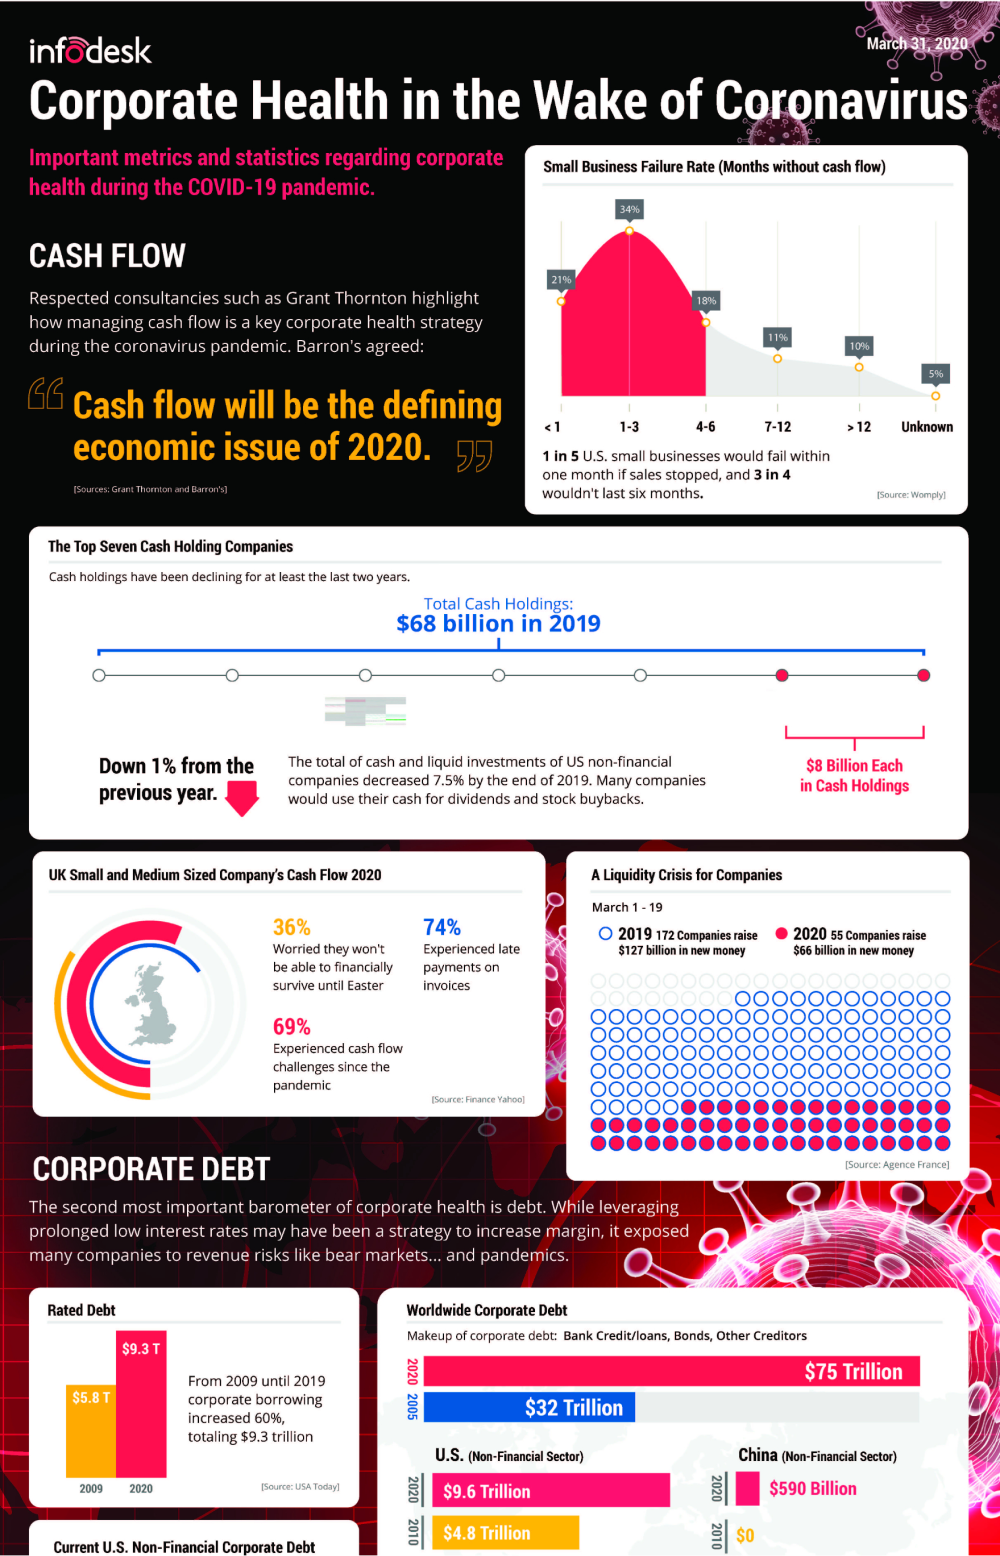 infodesk
March 31, 2020
Corporate Health in the Wake of Coronavirus
Important metrics and statistics regarding corporate
health during the COVID-19 pandemic.
CASH FLOW
Respected consultancies such as Grant Thornton highlight
how managing cash flow is a key corporate health strategy
during the coronavirus pandemic. Barron's agreed:
“ Cash flow will be the defining
economic issue of 2020. ”
[Sources: Grant Thornton and Barron's]
Small Business Failure Rate (Months without cash flow)
34%
21%
18%
11%
10%
5%
< 1 1-3 4-6 7-12 > 12 Unknown
1 in 5 U.S. small businesses would fail within
one month if sales stopped, and 3 in 4
wouldn't last six months.
[Source: Womply]
The Top Seven Cash Holding Companies
Cash holdings have been declining for at least the last two years.
Total Cash Holdings:
$68 billion in 2019
Down 1% from the
previous year.
The total of cash and liquid investments of US non-financial
companies decreased 7.5% by the end of 2019. Many companies
would use their cash for dividends and stock buybacks.
$8 Billion Each
in Cash Holdings
UK Small and Medium Sized Company's Cash Flow 2020
36%
Worried they won't
be able to financially
survive until Easter
74%
Experienced late
payments on
invoices
69%
Experienced cash flow
challenges since the
pandemic
[Source: Finance Yahoo]
A Liquidity Crisis for Companies
March 1 - 19
2019 172 Companies raise
$127 billion in new money
2020 55 Companies raise
$66 billion in new money
[Source: Agence France]
CORPORATE DEBT
The second most important barometer of corporate health is debt. While leveraging
prolonged low interest rates may have been a strategy to increase margin, it exposed
many companies to revenue risks like bear markets... and pandemics.
Rated Debt
$9.3 T
$5.8 T
2009 2020
From 2009 until 2019
corporate borrowing
increased 60%,
totaling $9.3 trillion
[Source: USA Today]
Worldwide Corporate Debt
Makeup of corporate debt: Bank Credit/loans, Bonds, Other Creditors
2020 $75 Trillion
2005 $32 Trillion
U.S. (Non-Financial Sector)
2020 $9.6 Trillion
2010 $4.8 Trillion
China (Non-Financial Sector)
2020 $590 Billion
2010 $0
Current U.S. Non-Financial Corporate Debt